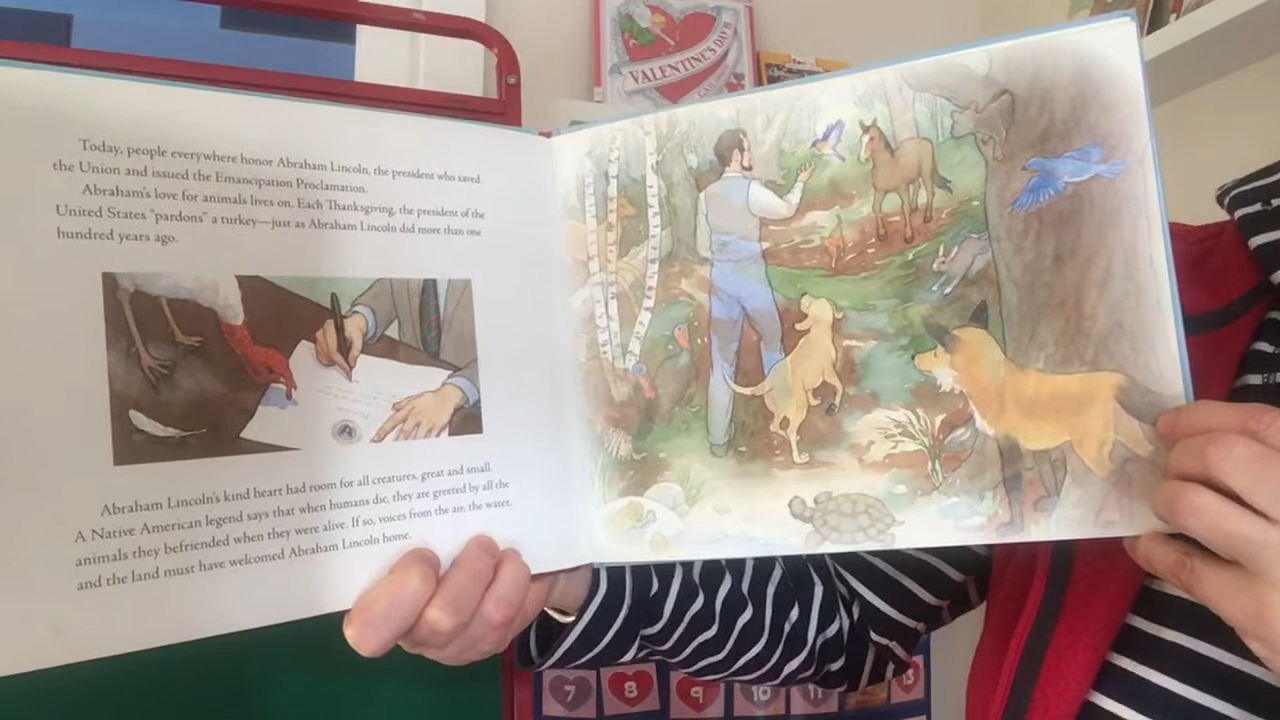 VALENTINE'S DAY IS
Today, people everywhere honor Abraham Lincoln, the president who saved
the Union and issued the Emancipation Proclamation.
Abraham's love for animals lives on. Each Thanksgiving, the president of the
United States "pardons" a turkey—just as Abraham Lincoln did more than one
hundred years ago.
Abraham Lincoln's kind heart had room for all creatures, great and small.
A Native American legend says that when humans die, they are greeted by all the
animals they befriended when they were alive. If so, voices from the air, the water,
and the land must have welcomed Abraham Lincoln home.
7 8 9 10 11 13